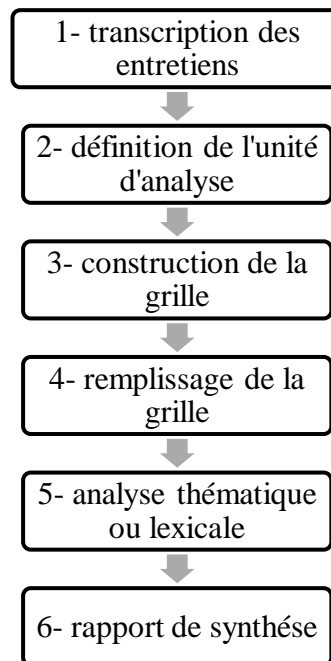 1- transcription des
entretiens
2- définition de l'unité
d'analyse
3- construction de la
grille
4- remplissage de la
grille
5- analyse thématique
ou lexicale
6- rapport de synthése